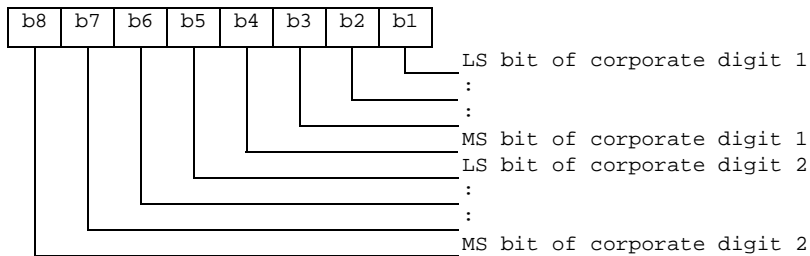 b8 b7 b6 b5 b4 b3 b2 b1
LS bit of corporate digit 1
:
:
MS bit of corporate digit 1
LS bit of corporate digit 2
:
:
MS bit of corporate digit 2